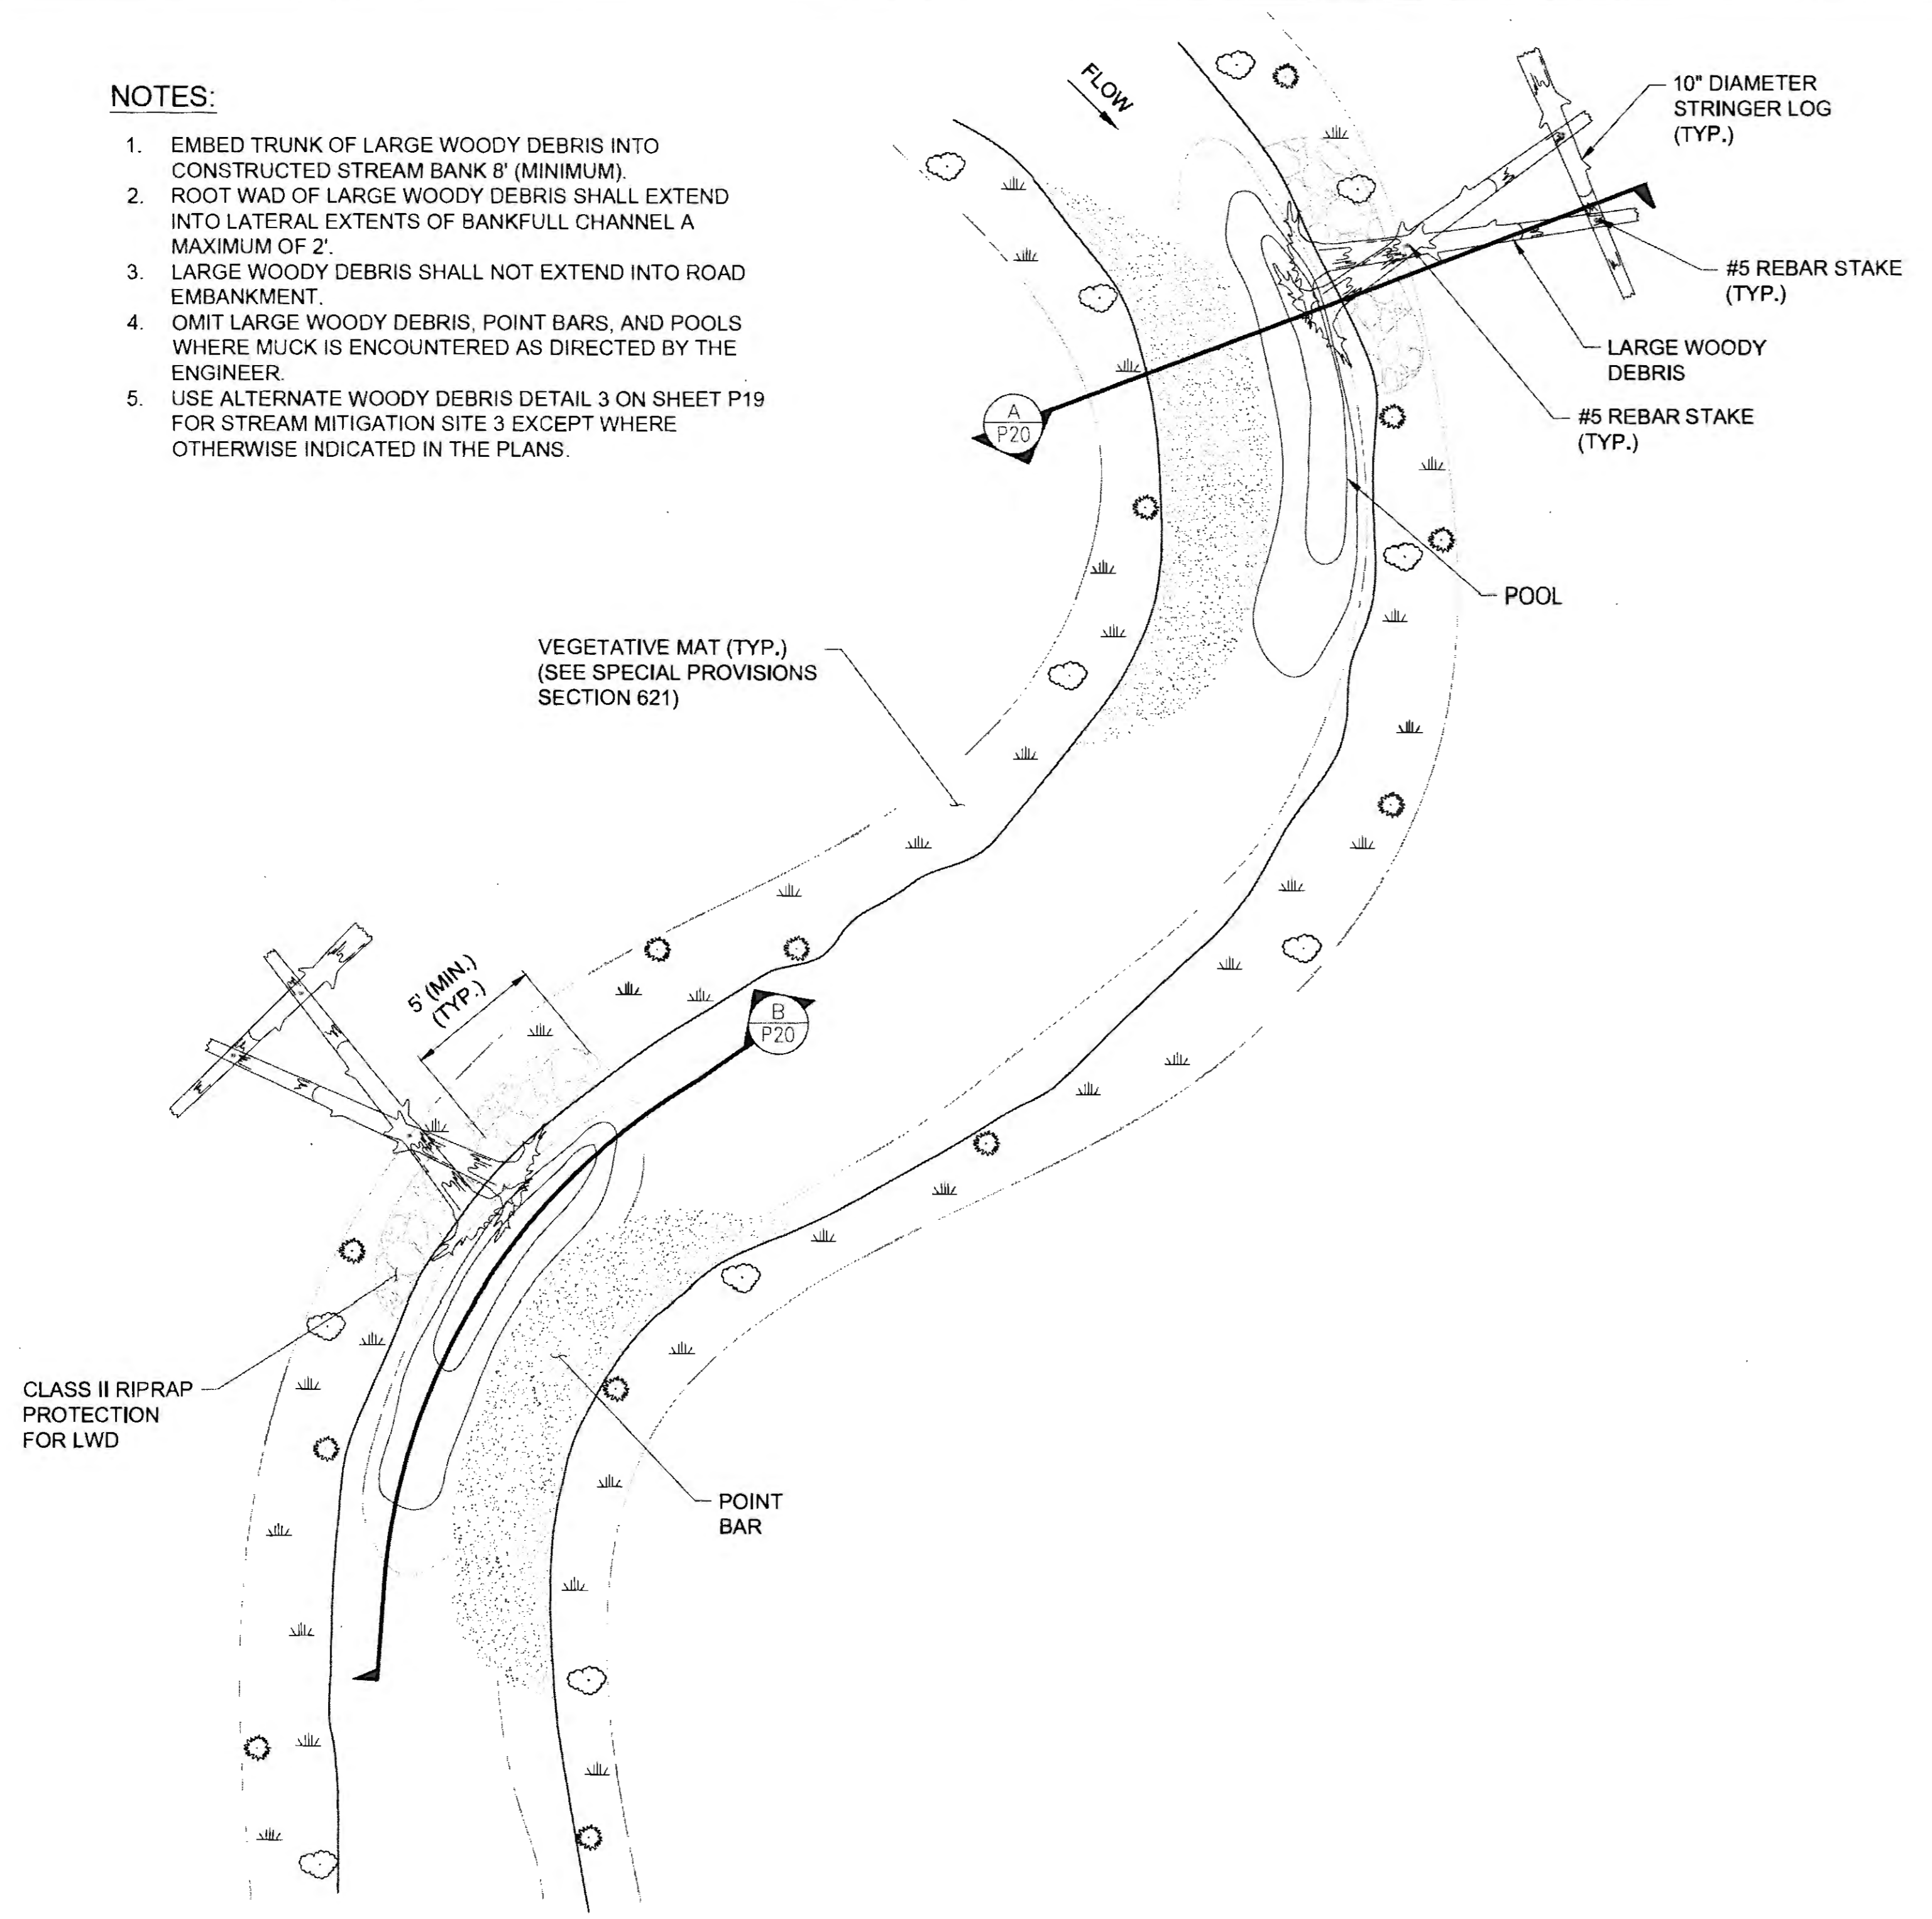 NOTES:
1. EMBED TRUNK OF LARGE WOODY DEBRIS INTO
CONSTRUCTED STREAM BANK 8' (MINIMUM).
2. ROOT WAD OF LARGE WOODY DEBRIS SHALL EXTEND
INTO LATERAL EXTENTS OF BANKFULL CHANNEL A
MAXIMUM OF 2'.
3. LARGE WOODY DEBRIS SHALL NOT EXTEND INTO ROAD
EMBANKMENT.
4. OMIT LARGE WOODY DEBRIS, POINT BARS, AND POOLS
WHERE MUCK IS ENCOUNTERED AS DIRECTED BY THE
ENGINEER.
5. USE ALTERNATE WOODY DEBRIS DETAIL 3 ON SHEET P19
FOR STREAM MITIGATION SITE 3 EXCEPT WHERE
OTHERWISE INDICATED IN THE PLANS.
FLOW
10" DIAMETER
STRINGER LOG
(TYP.)
#5 REBAR STAKE
(TYP.)
LARGE WOODY
DEBRIS
#5 REBAR STAKE
(TYP.)
A
P20
POOL
VEGETATIVE MAT (TYP.)
(SEE SPECIAL PROVISIONS
SECTION 621)
5' (MIN.)
(TYP.)
B
P20
CLASS II RIPRAP
PROTECTION
FOR LWD
POINT
BAR